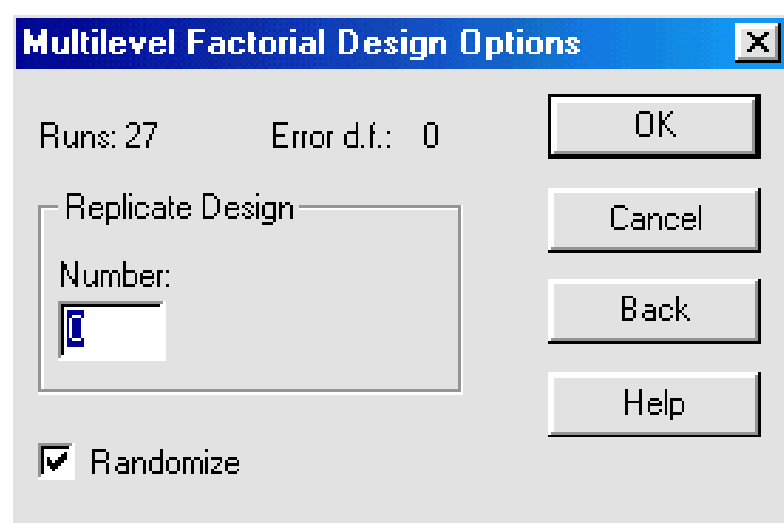 Multilevel Factorial Design Options
Runs: 27 Error d.f.: 0
OK
Replicate Design
Cancel
Number:
0
Back
Help
Randomize